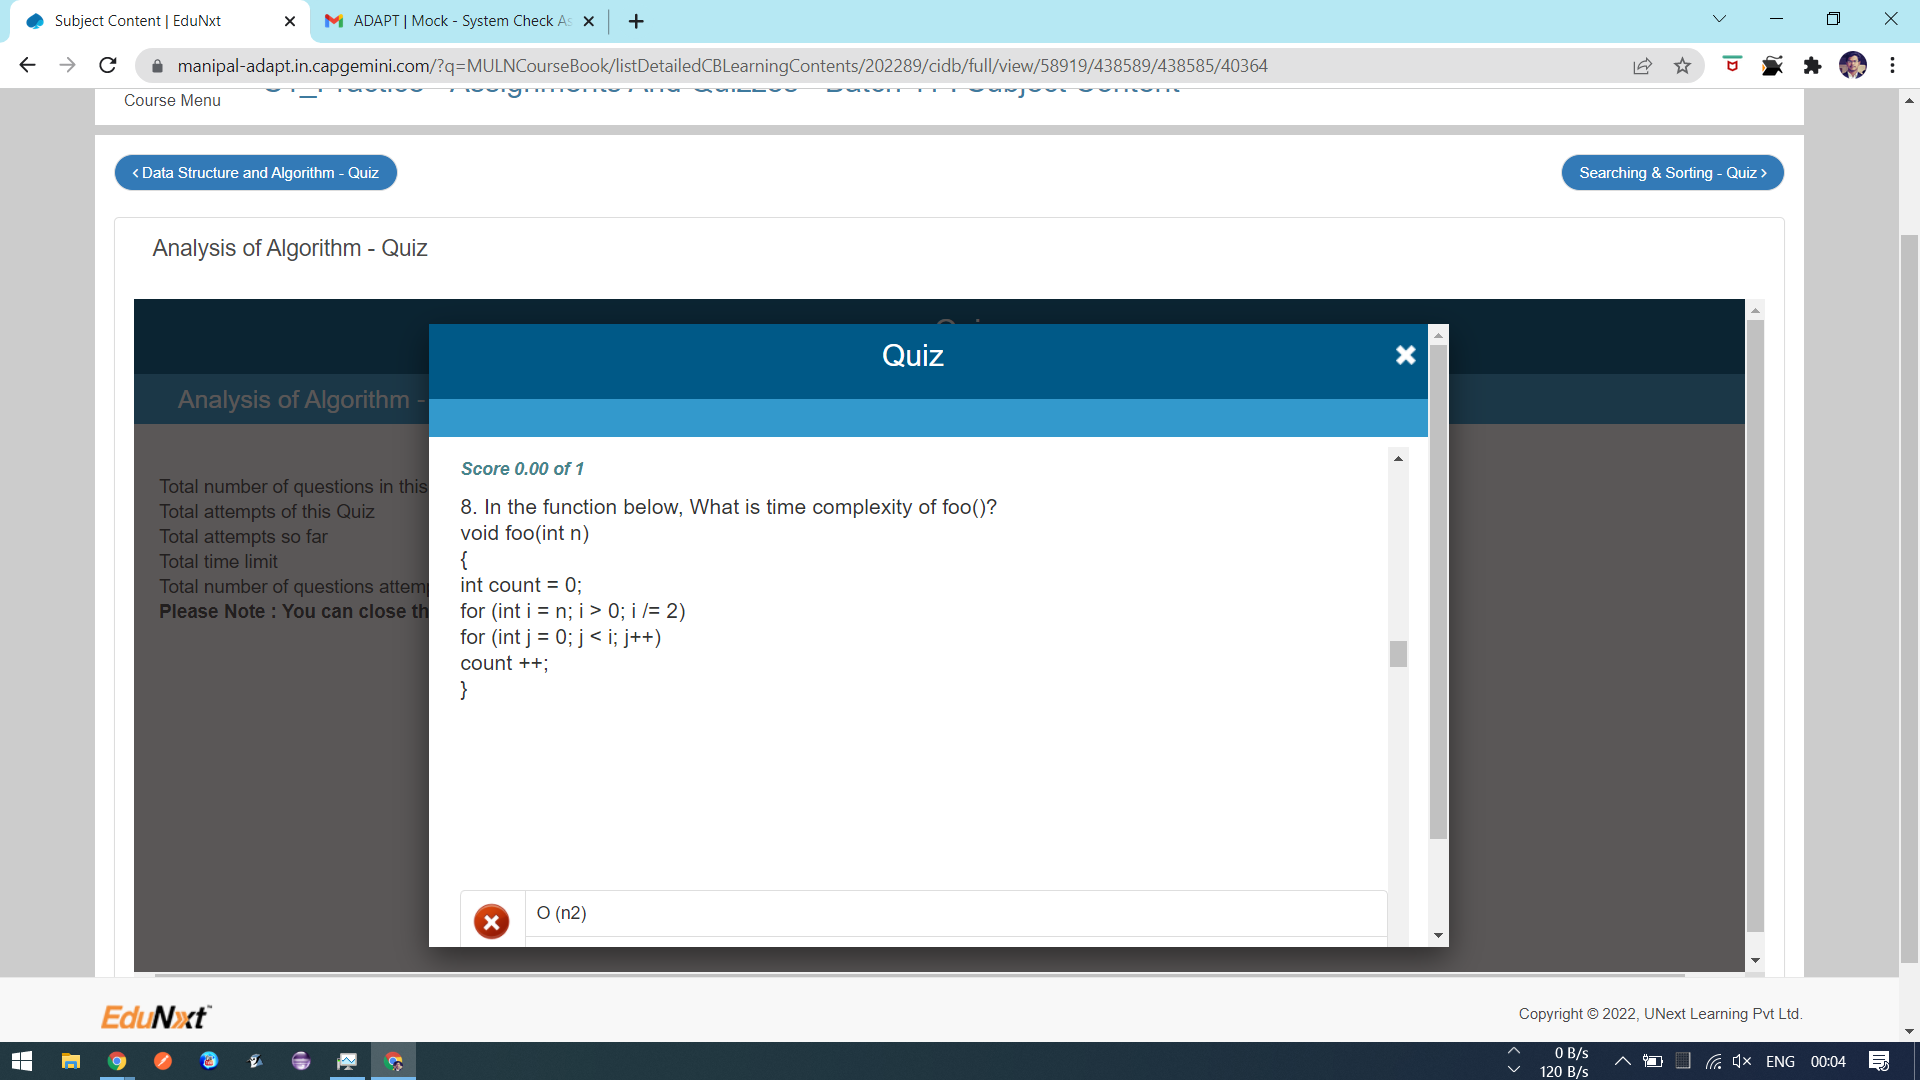 Subject Content | EduNxt
ADAPT | Mock - System Check As
manipal-adapt.in.capgemini.com/?q=MULNCourseBook/listDetailedCBLearningContents/202289/cidb/full/view/58919/438589/438585/40364
Course Menu
Data Structure and Algorithm - Quiz
Searching & Sorting - Quiz
Analysis of Algorithm - Quiz
Quiz
Analysis of Algorithm -
Score 0.00 of 1
Total number of questions in this
Total attempts of this Quiz
Total attempts so far
Total time limit
Total number of questions attem
Please Note : You can close th
8. In the function below, What is time complexity of foo()?
void foo(int n)
{
int count = 0;
for (int i = n; i > 0; i /= 2)
for (int j = 0; j < i; j++)
count ++;
}
O (n2)
EduNxt
Copyright © 2022, UNext Learning Pvt Ltd.
0 B/s
120 B/s
ENG
00:04